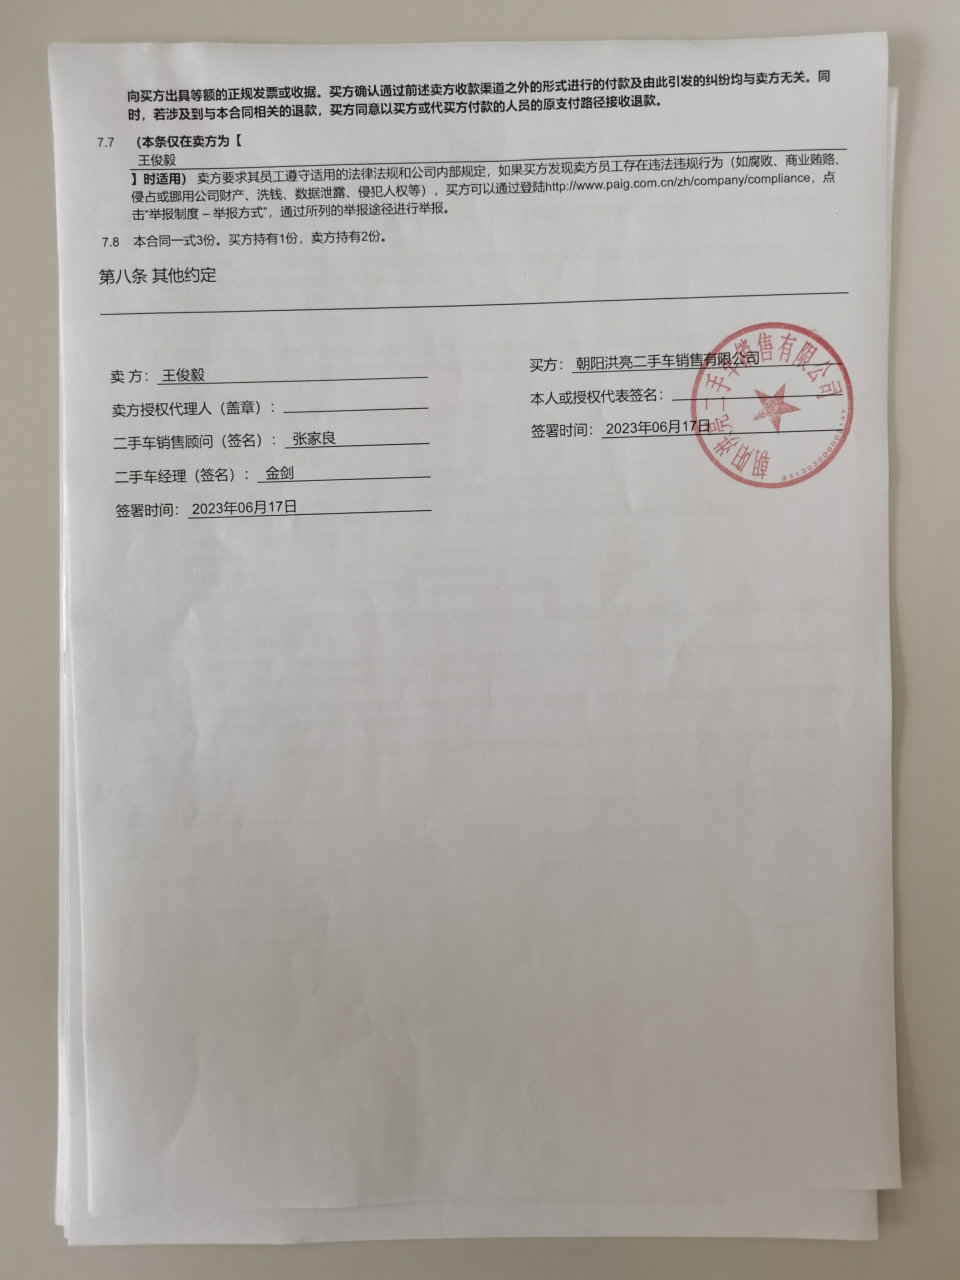 向买方出具等额的正规发票或收据。买方确认通过前述卖方收款渠道之外的形式进行的付款及由此引发的纠纷均与卖方无关。同
时，若涉及到与本合同相关的退款，买方同意以买方或代买方付款的人员的原支付路径接收退款。
7.7 （本条仅在卖方为【
王俊毅
】时适用）卖方要求其员工遵守适用的法律法规和公司内部规定，如果买方发现卖方员工存在违法违规行为（如腐败、商业贿赂、
侵占或挪用公司财产、洗钱、数据泄露、侵犯人权等），买方可以通过登陆http://www.paig.com.cn/zh/company/compliance，点
击“举报制度 – 举报方式”，通过所列的举报途径进行举报。
7.8 本合同一式3份。买方持有1份，卖方持有2份。
第八条 其他约定
卖 方： 王俊毅
卖方授权代理人（盖章）：
二手车销售顾问（签名）： 张家良
二手车经理（签名）： 金剑
签署时间： 2023年06月17日
买方： 朝阳洪亮二手车销售有限公司
本人或授权代表签名：
签署时间： 2023年06月17日
朝阳洪亮二手车销售有限公司